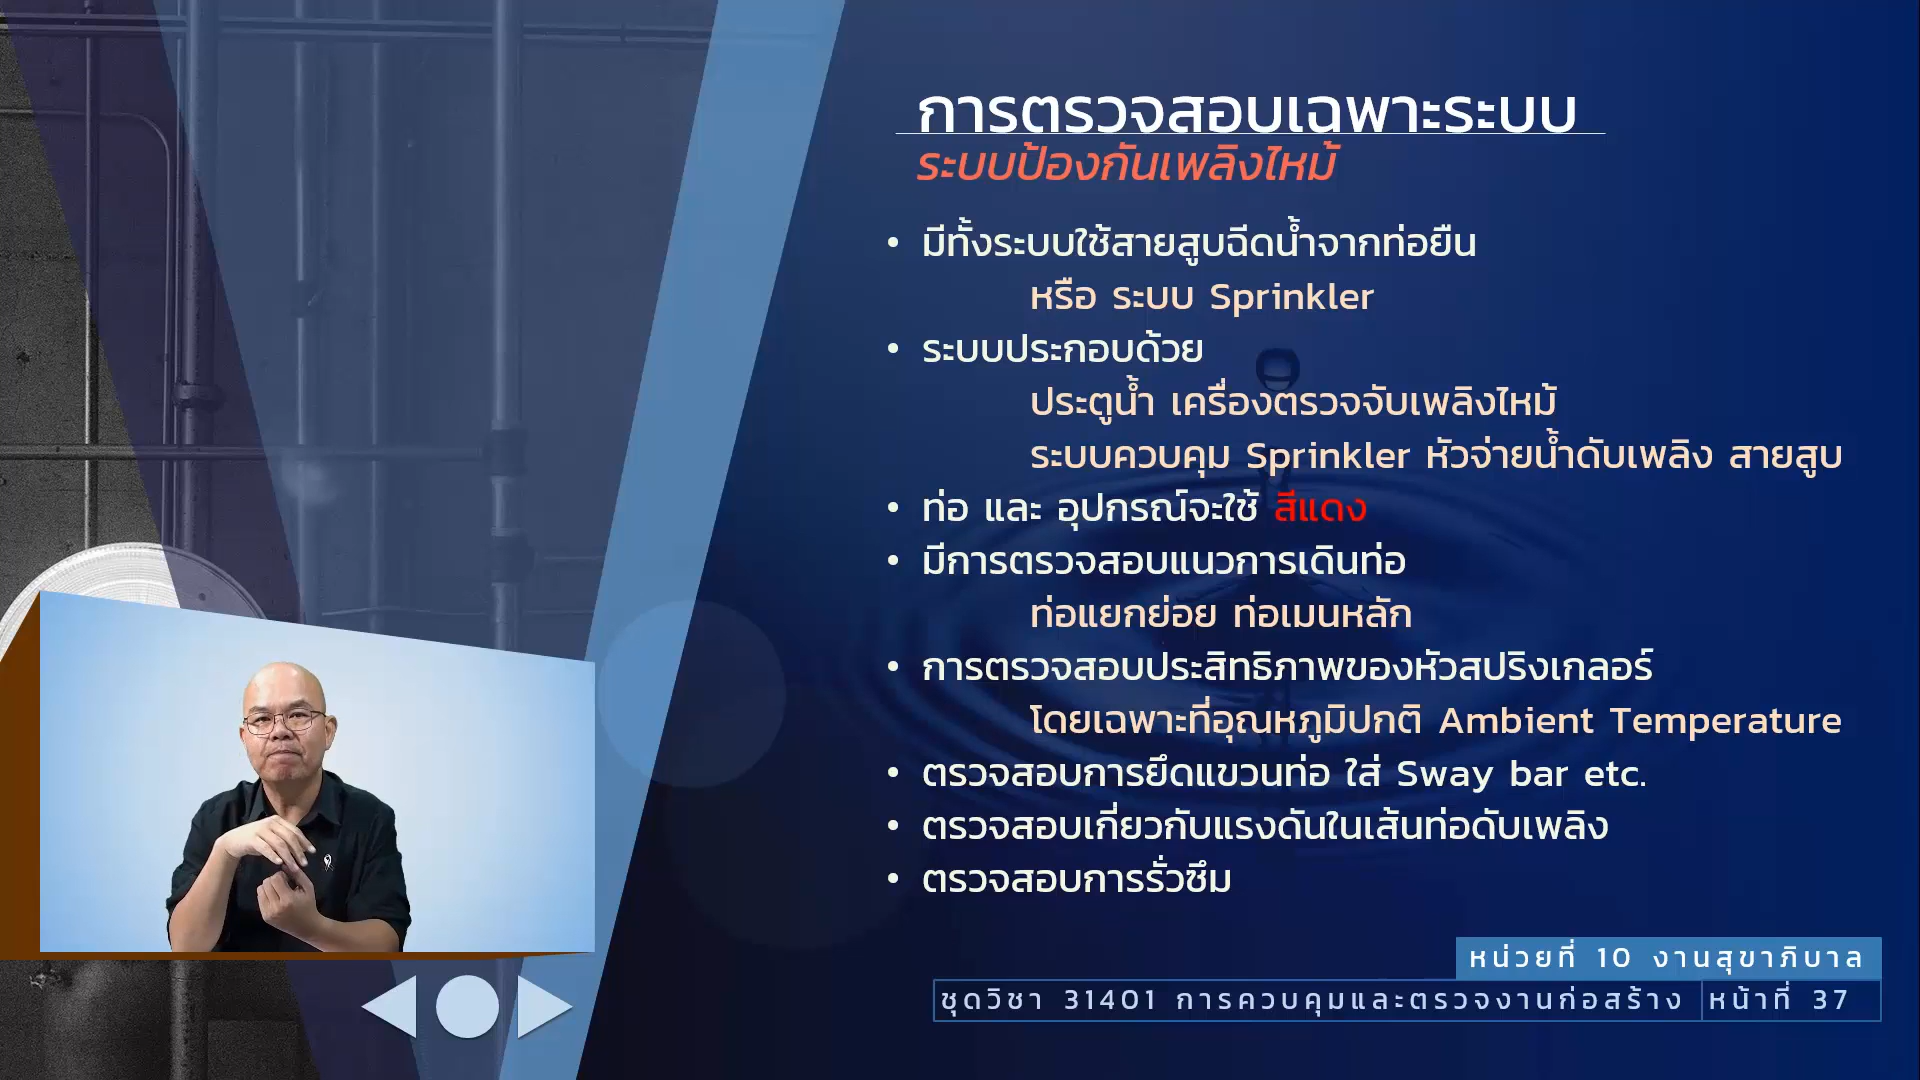 การตรวจสอบเฉพาะระบบ
ระบบป้องกันเพลิงไหม้
• มีทั้งระบบใช้สายสูบฉีดน้ำจากท่อยืน
หรือ ระบบ Sprinkler
• ระบบประกอบด้วย
ประตูน้ำ เครื่องตรวจจับเพลิงไหม้
ระบบควบคุม Sprinkler หัวจ่ายน้ำดับเพลิง สายสูบ
• ท่อ และ อุปกรณ์จะใช้ สีแดง
• มีการตรวจสอบแนวการเดินท่อ
ท่อแยกย่อย ท่อเมนหลัก
• การตรวจสอบประสิทธิภาพของหัวสปริงเกลอร์
โดยเฉพาะที่อุณหภูมิปกติ Ambient Temperature
• ตรวจสอบการยึดแขวนท่อ ใส่ Sway bar etc.
• ตรวจสอบเกี่ยวกับแรงดันในเส้นท่อดับเพลิง
• ตรวจสอบการรั่วซึม
หน่วยที่ 10 งานสุขาภิบาล
ชุดวิชา 31401 การควบคุมและตรวจงานก่อสร้าง หน้าที่ 37